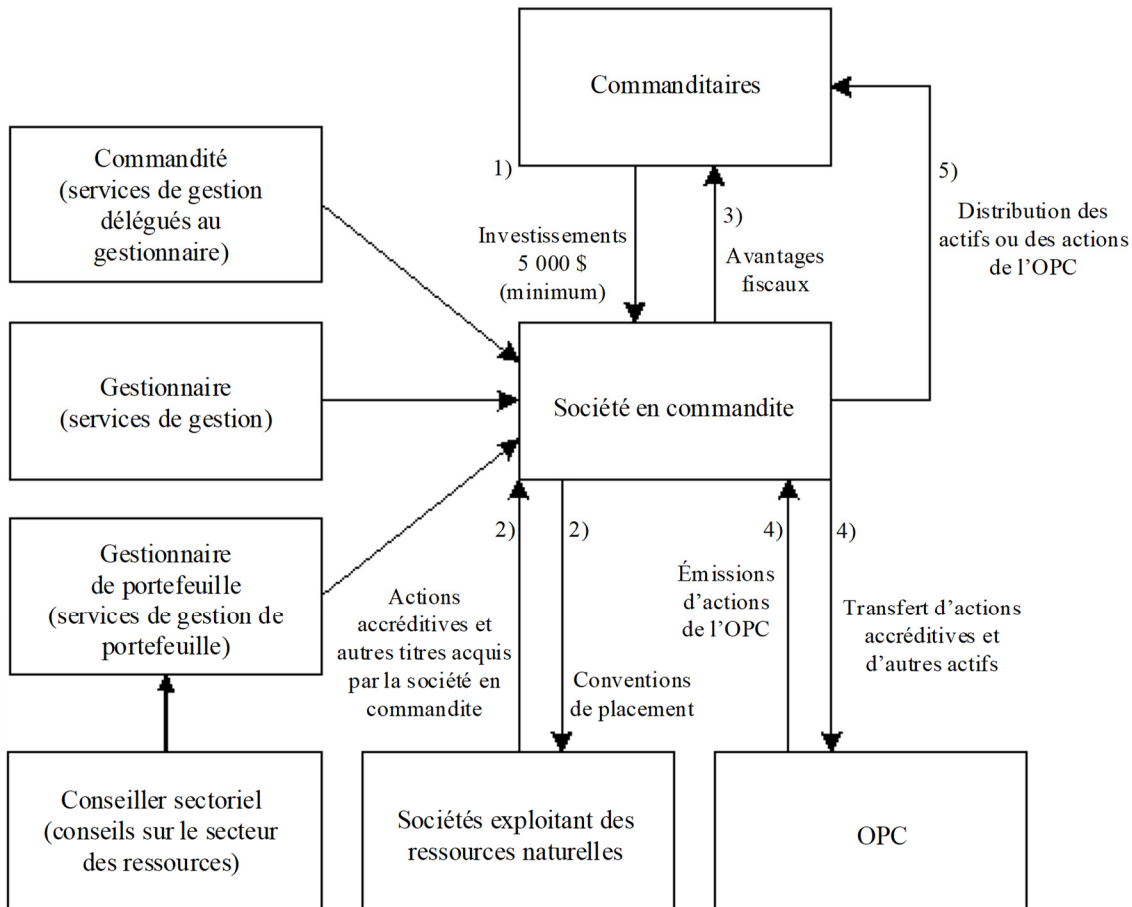 Commanditaires
Commandité
(services de gestion
délégués au
gestionnaire)
1)
Investissements
5 000 $
(minimum)
3)
Avantages
fiscaux
5)
Distribution des
actifs ou des actions
de l’OPC
Gestionnaire
(services de gestion)
Société en commandite
Gestionnaire
de portefeuille
(services de gestion de
portefeuille)
2)
2)
Actions
accréditives et
autres titres acquis
par la société en
commandite
Conventions
de placement
4)
4)
Émissions
d’actions
de l’OPC
Transfert d’actions
accréditives et
d’autres actifs
Conseiller sectoriel
(conseils sur le secteur
des ressources)
Sociétés exploitant des
ressources naturelles
OPC